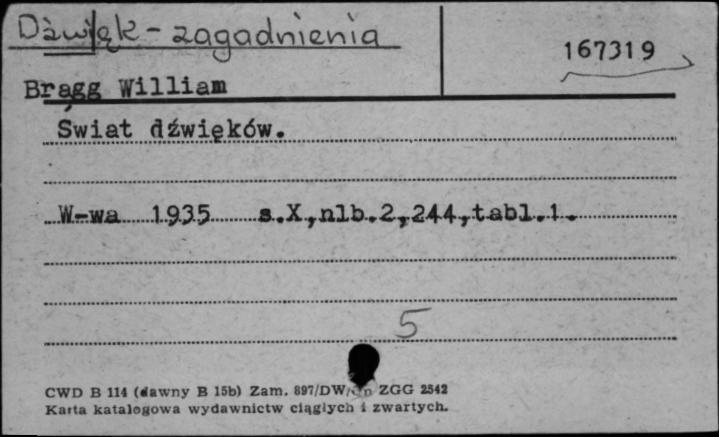 Dźwięk - zagadnienia
167319
Bragg William
Świat dźwięków.
W-wa 1935 s.X,nlb.2,244,tabl.1.
5
CWD B 114 (dawny B 15b) Zam. 897/DW/ ZGG 2542
Karta katalogowa wydawnictw ciągłych i zwartych.